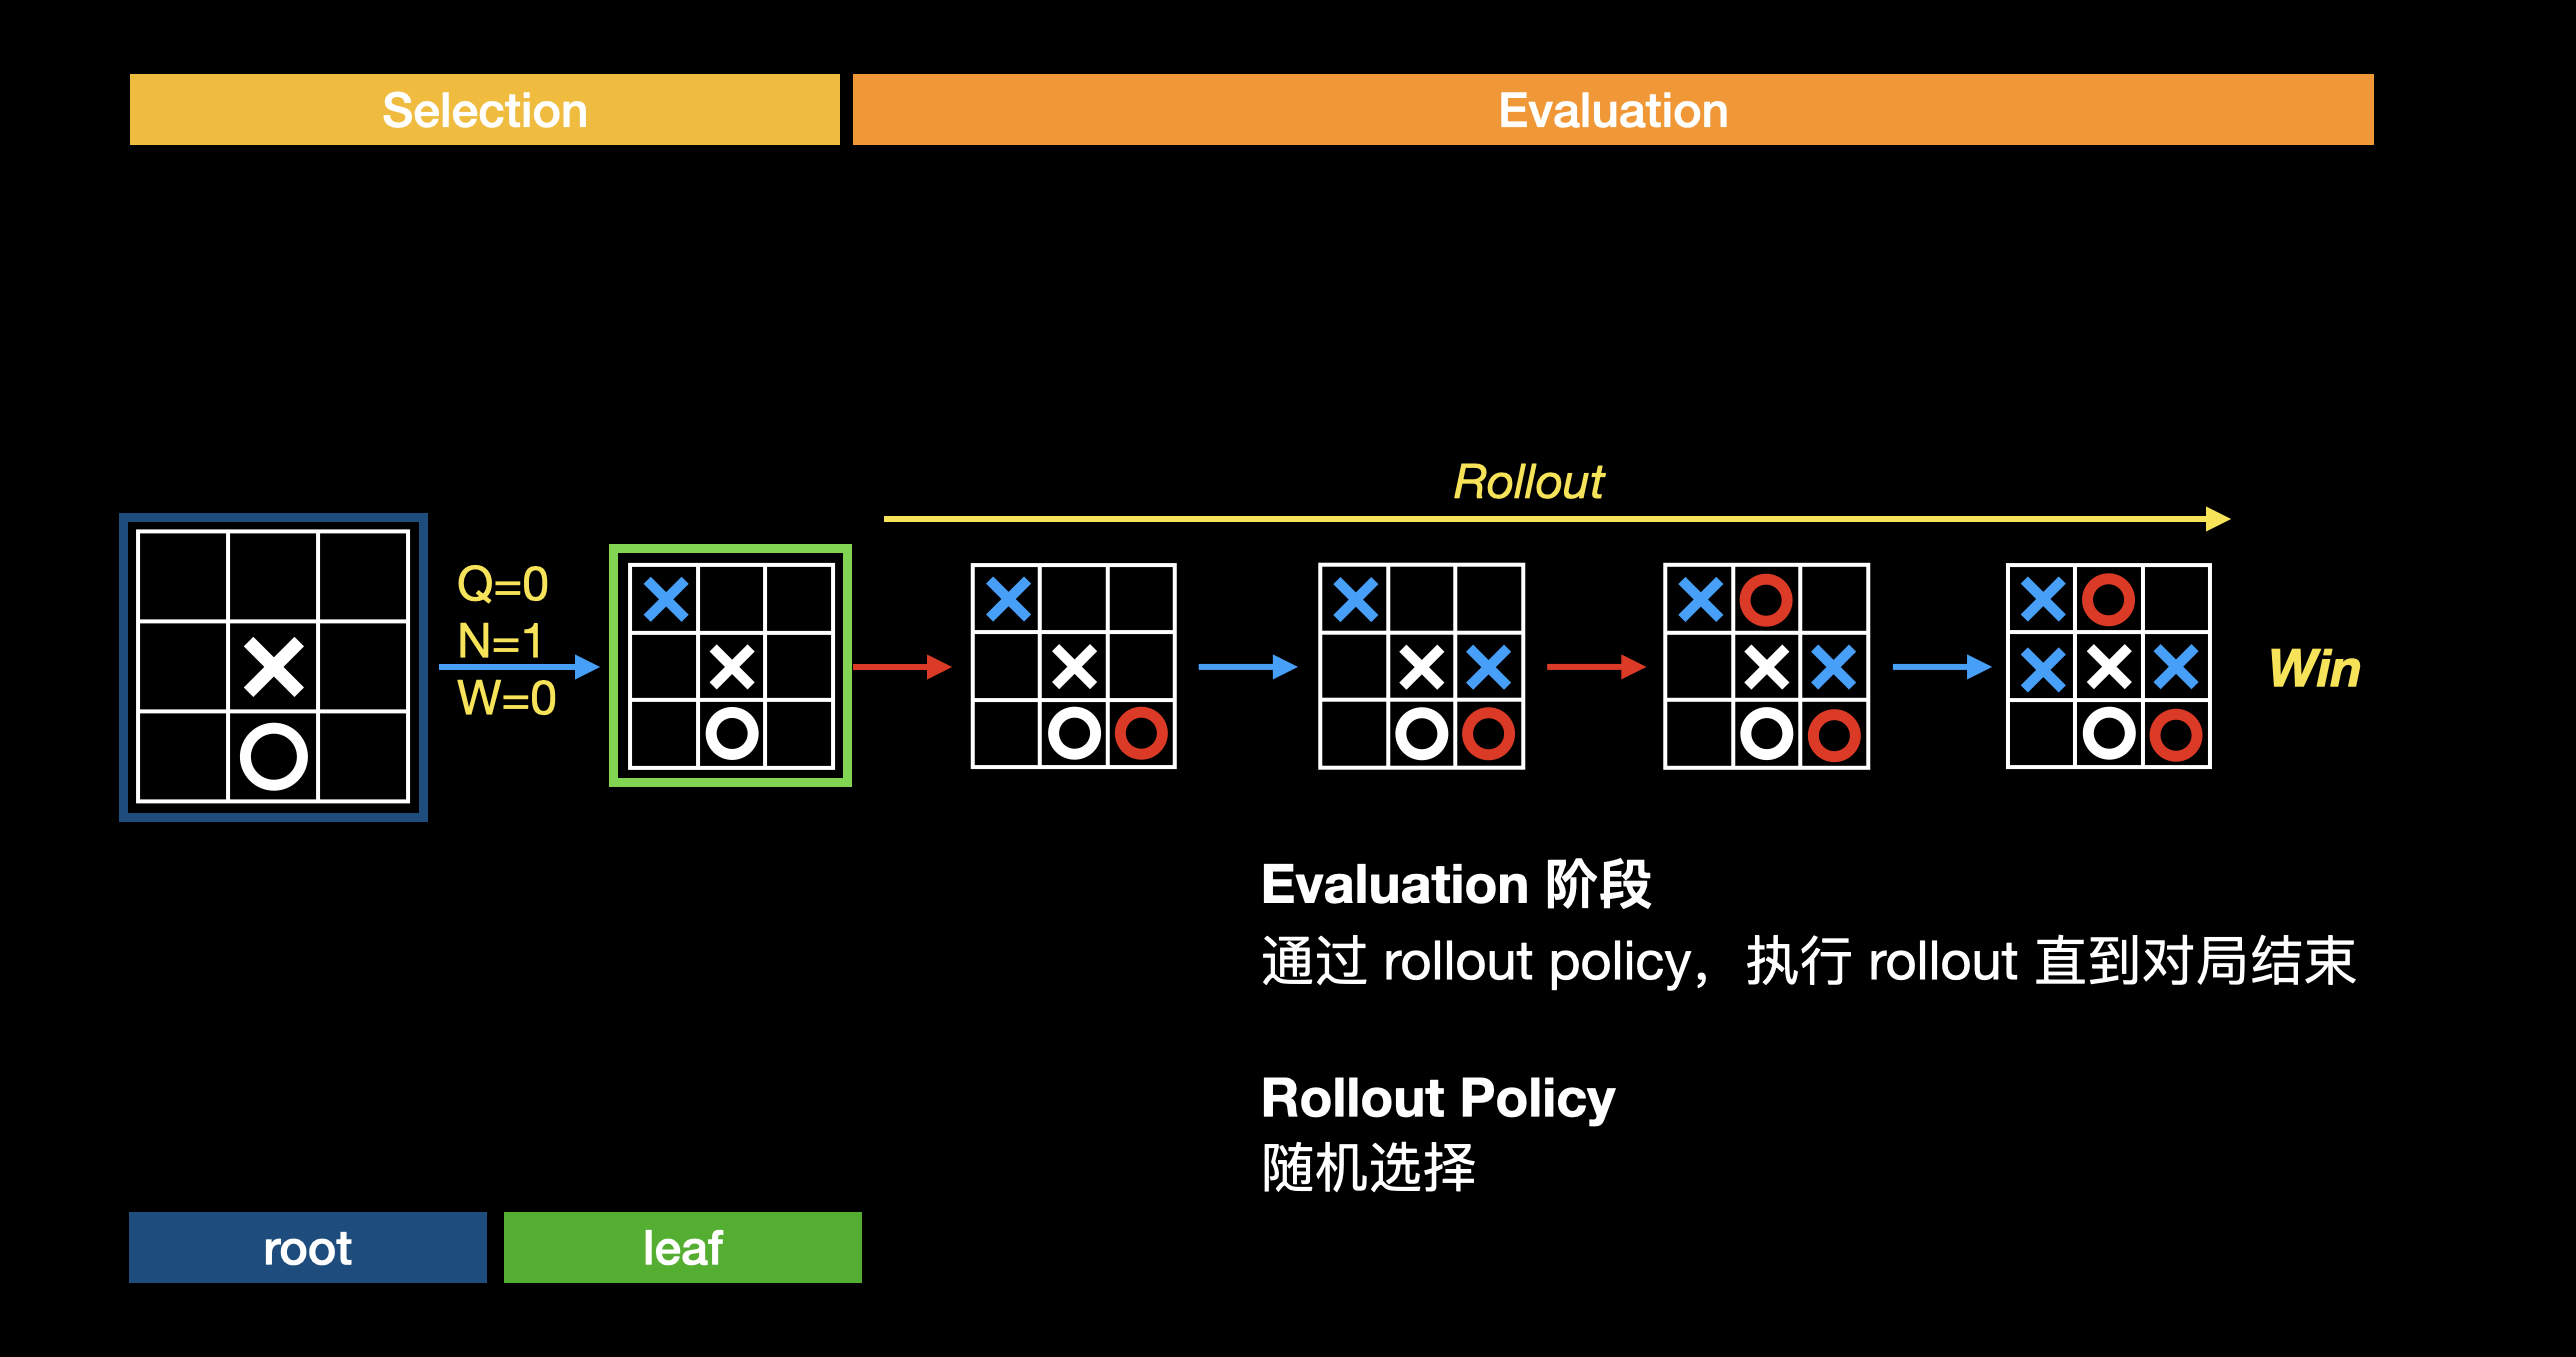 Selection
Evaluation
Rollout
Q=0
N=1
W=0
Win
Evaluation 阶段
通过 rollout policy，执行 rollout 直到对局结束
Rollout Policy
随机选择
root
leaf